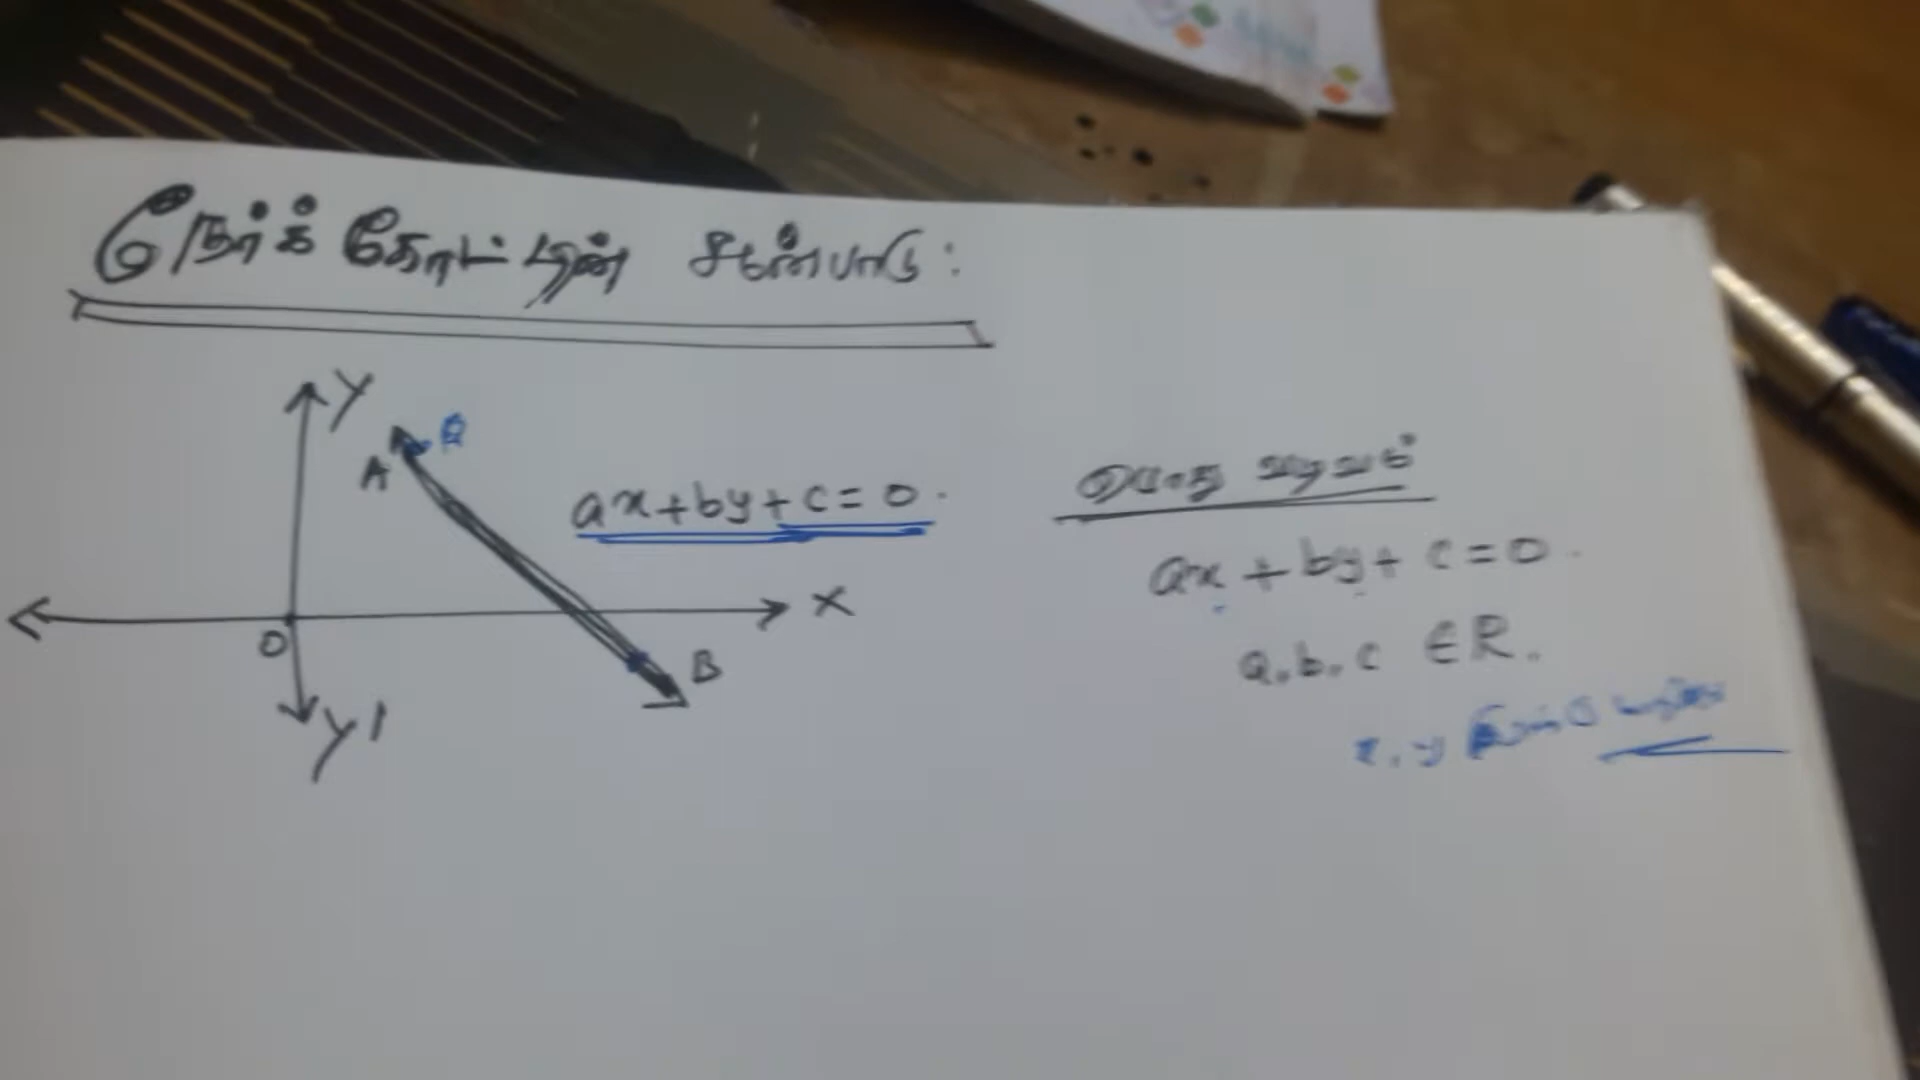 நேர்க் கோட்டின் சமன்பாடு:
Y
A
ax+by+c=0.
X
O
B
Y'
பொது வடிவம்
ax+by+c=0.
a, b, c ∈ R.
x, y